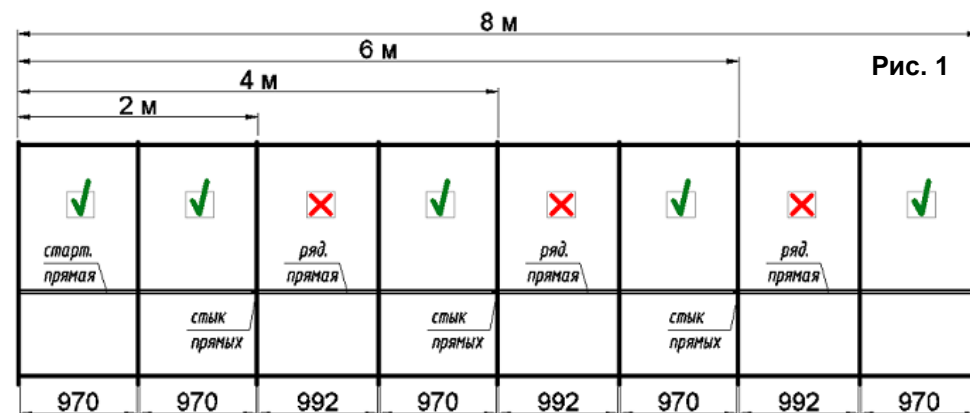 8 м
6 м
Рис. 1
4 м
2 м
старт.
прямая
ряд.
прямая
ряд.
прямая
ряд.
прямая
стык
прямых
стык
прямых
стык
прямых
970 970 992 970 992 970 992 970